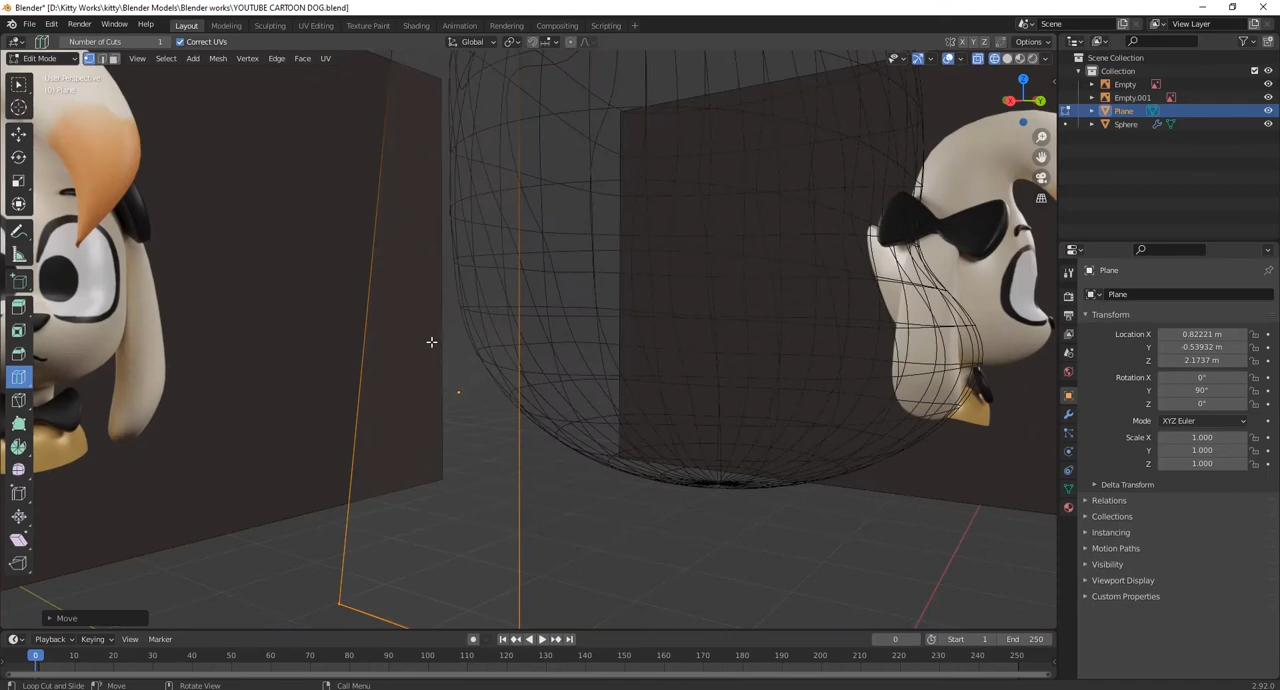 Blender* [D:\Kitty Works\kitty\Blender Models\Blender works\YOUTUBE CARTOON DOG.blend]
File Edit Render Window Help Layout Modeling Sculpting UV Editing Texture Paint Shading Animation Rendering Compositing Scripting + Scene View Layer
Number of Cuts 1 Correct UVs Global X Y Z Options
Edit Mode View Select Add Mesh Vertex Edge Face UV
User Perspective
(0) Plane
Scene Collection
Collection
Empty
Empty.001
Plane
Sphere
Plane
Plane
Transform
Location X 0.82221 m
Y -0.53932 m
Z 2.1737 m
Rotation X 0°
Y 90°
Z 0°
Mode XYZ Euler
Scale X 1.000
Y 1.000
Z 1.000
Delta Transform
Relations
Collections
Instancing
Motion Paths
Visibility
Viewport Display
Custom Properties
Z
X Y
Move
Playback Keying View Marker 0 Start 1 End 250
0 10 20 30 40 50 60 70 80 90 100 110 120 130 140 150 160 170 180 190 200 210 220 230 240 250
Loop Cut and Slide Move Rotate View Call Menu 2.92.0